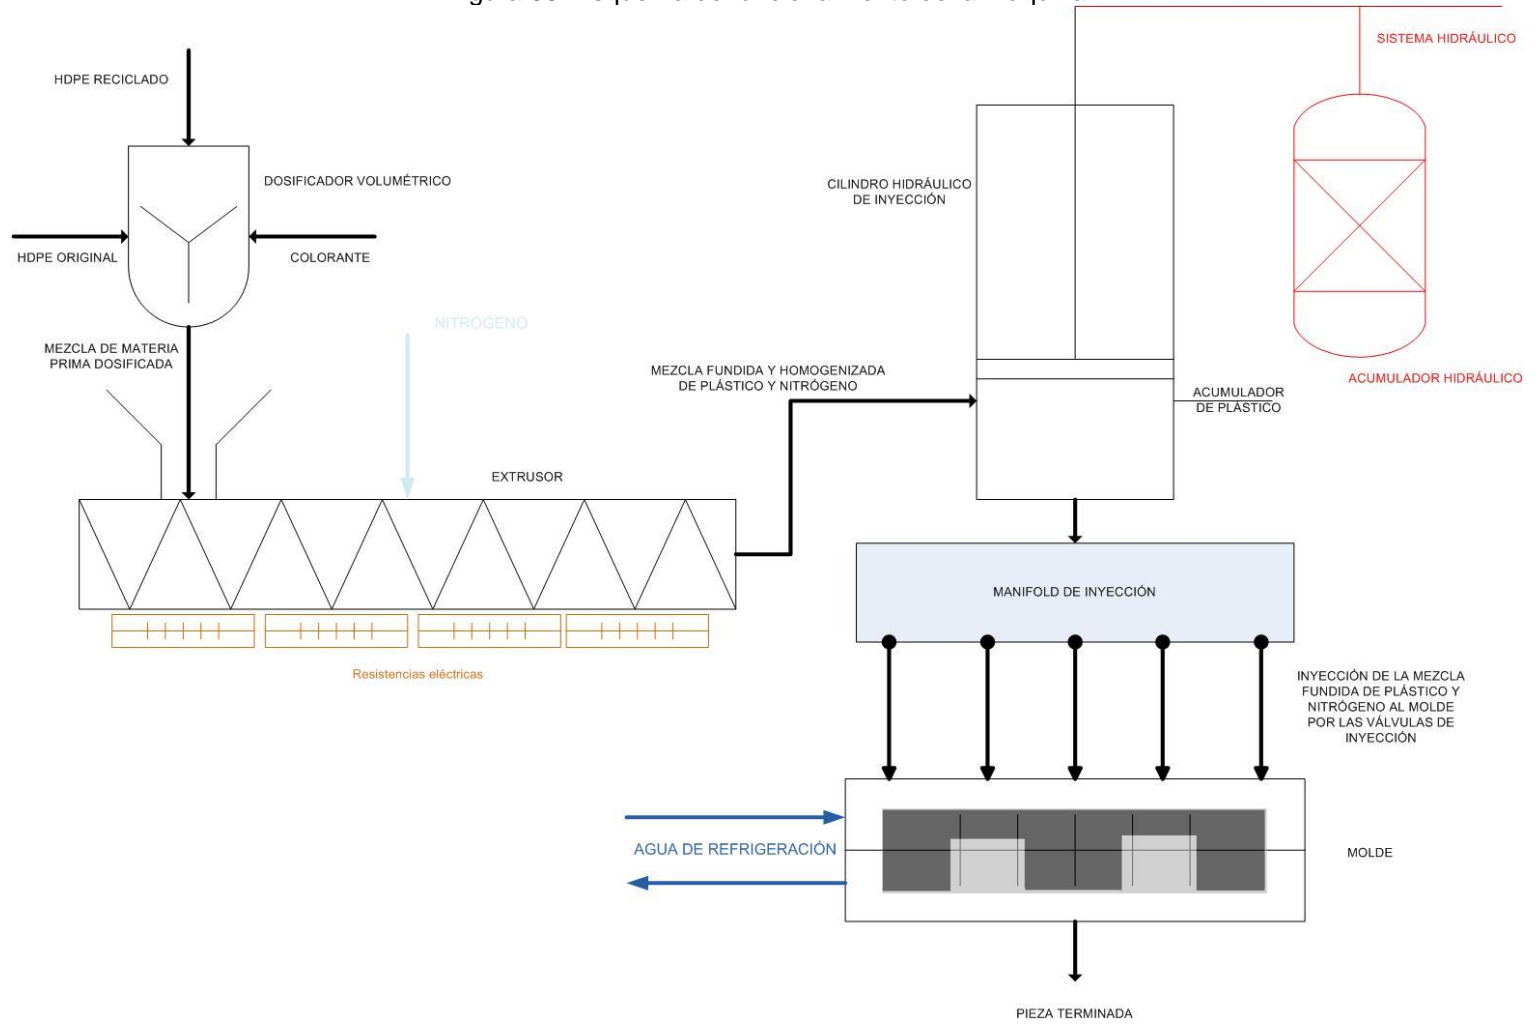 SISTEMA HIDRÁULICO
HDPE RECICLADO
DOSIFICADOR VOLUMÉTRICO
CILINDRO HIDRÁULICO
DE INYECCIÓN
HDPE ORIGINAL
COLORANTE
NITRÓGENO
MEZCLA DE MATERIA
PRIMA DOSIFICADA
MEZCLA FUNDIDA Y HOMOGENIZADA
DE PLÁSTICO Y NITRÓGENO
ACUMULADOR HIDRÁULICO
ACUMULADOR
DE PLÁSTICO
EXTRUSOR
MANIFOLD DE INYECCIÓN
Resistencias eléctricas
INYECCIÓN DE LA MEZCLA
FUNDIDA DE PLÁSTICO Y
NITRÓGENO AL MOLDE
POR LAS VÁLVULAS DE
INYECCIÓN
AGUA DE REFRIGERACIÓN
MOLDE
PIEZA TERMINADA